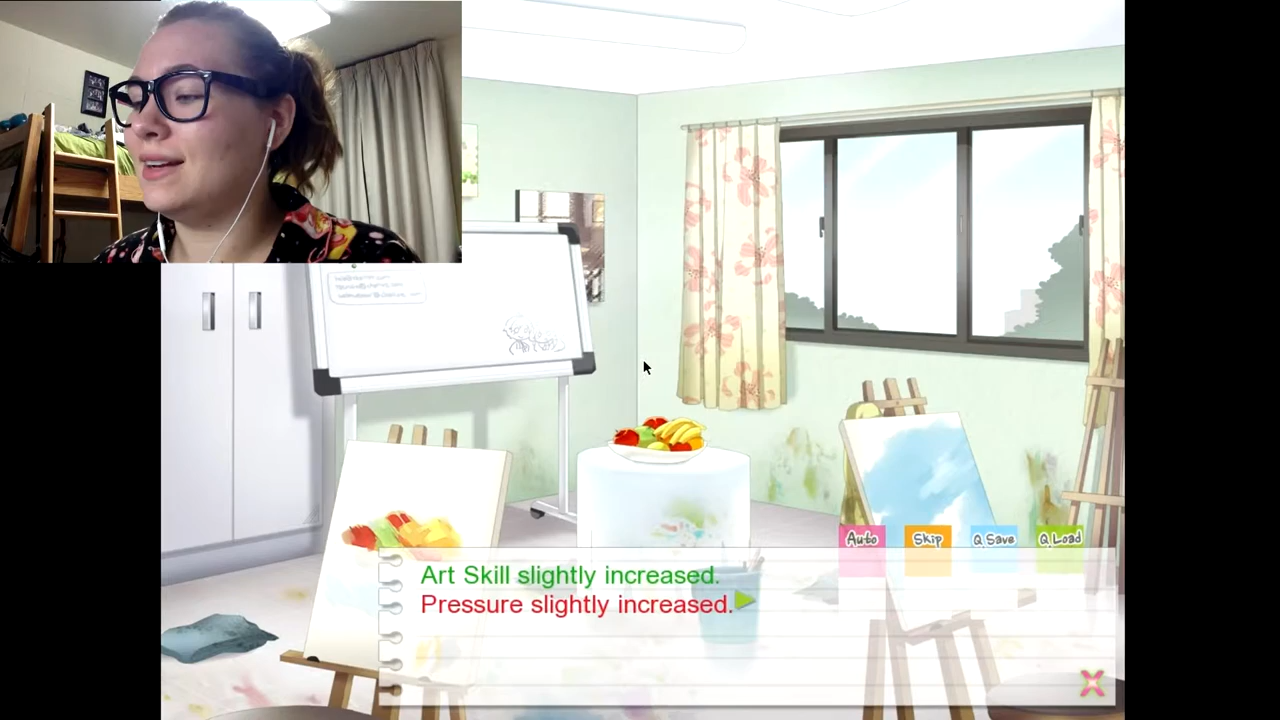 Auto
Skip
Q.Save
Q.Load
Art Skill slightly increased.
Pressure slightly increased.